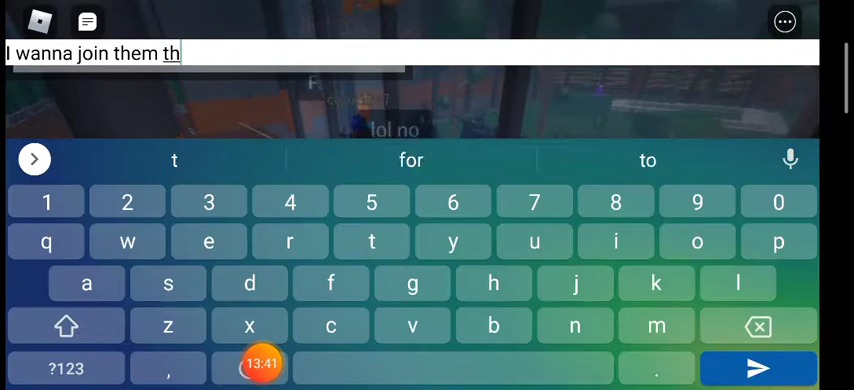 I wanna join them th
lol no
t for to
1 2 3 4 5 6 7 8 9 0
q w e r t y u i o p
a s d f g h j k l
z x c v b n m
?123 , 13:41 .